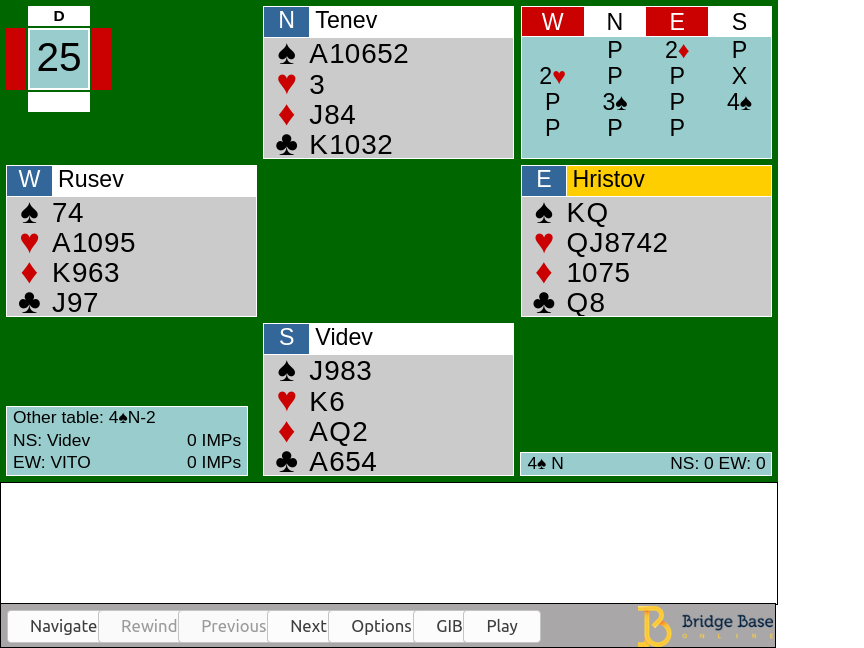 D
25
N Tenev
♠ A10652
♥ 3
♦ J84
♣ K1032
W N E S
P 2♦ P
2♥ P P X
P 3♠ P 4♠
P P P
W Rusev
♠ 74
♥ A1095
♦ K963
♣ J97
E Hristov
♠ KQ
♥ QJ8742
♦ 1075
♣ Q8
S Videv
♠ J983
♥ K6
♦ AQ2
♣ A654
Other table: 4♠N-2
NS: Videv 0 IMPs
EW: VITO 0 IMPs
4♠ N NS: 0 EW: 0
Navigate Rewind Previous Next Options GIB Play
Bridge Base
ONLINE